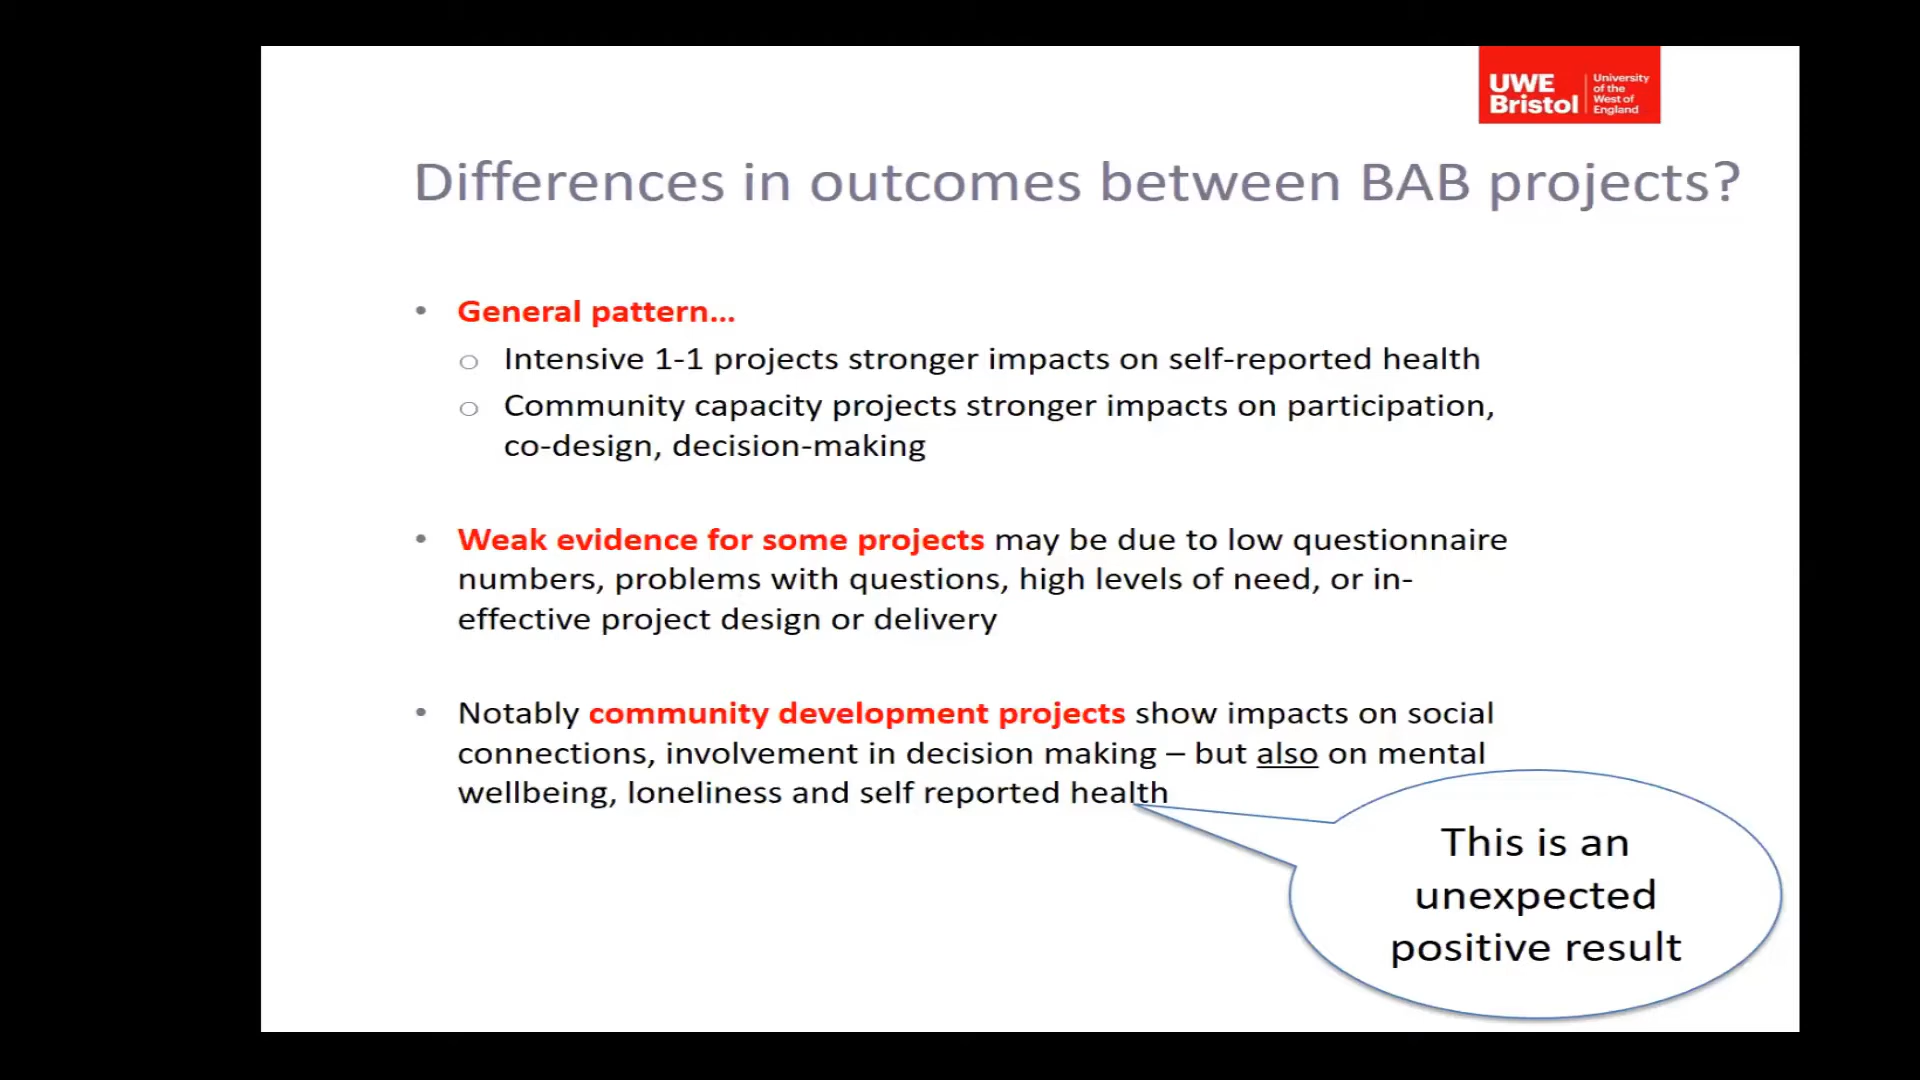 UWE
Bristol
University
of the
West of
England
Differences in outcomes between BAB projects?
• General pattern...
○ Intensive 1-1 projects stronger impacts on self-reported health
○ Community capacity projects stronger impacts on participation,
co-design, decision-making
• Weak evidence for some projects may be due to low questionnaire
numbers, problems with questions, high levels of need, or in-
effective project design or delivery
• Notably community development projects show impacts on social
connections, involvement in decision making – but also on mental
wellbeing, loneliness and self reported health
This is an
unexpected
positive result